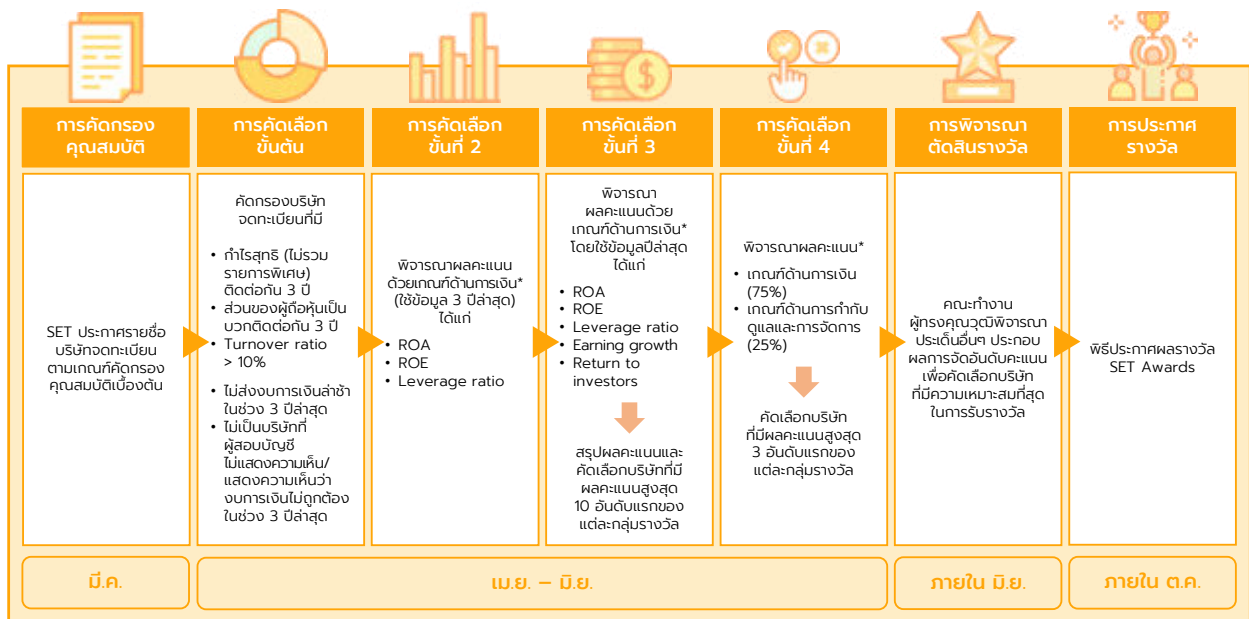 การคัดกรอง
คุณสมบัติ
การคัดเลือก
ขั้นต้น
การคัดเลือก
ขั้นที่ 2
การคัดเลือก
ขั้นที่ 3
การคัดเลือก
ขั้นที่ 4
การพิจารณา
ตัดสินรางวัล
การประกาศ
รางวัล
SET ประกาศรายชื่อ
บริษัทจดทะเบียน
ตามเกณฑ์คัดกรอง
คุณสมบัติเบื้องต้น
คัดกรองบริษัท
จดทะเบียนที่มี
• กำไรสุทธิ (ไม่รวม
รายการพิเศษ)
ติดต่อกัน 3 ปี
• ส่วนของผู้ถือหุ้นเป็น
บวกติดต่อกัน 3 ปี
• Turnover ratio
> 10%
• ไม่ส่งงบการเงินล่าช้า
ในช่วง 3 ปีล่าสุด
• ไม่เป็นบริษัทที่
ผู้สอบบัญชี
ไม่แสดงความเห็น/
แสดงความเห็นว่า
งบการเงินไม่ถูกต้อง
ในช่วง 3 ปีล่าสุด
พิจารณาผลคะแนน
ด้วยเกณฑ์ด้านการเงิน*
(ใช้ข้อมูล 3 ปีล่าสุด)
ได้แก่
• ROA
• ROE
• Leverage ratio
พิจารณา
ผลคะแนนด้วย
เกณฑ์ด้านการเงิน*
โดยใช้ข้อมูลปีล่าสุด
ได้แก่
• ROA
• ROE
• Leverage ratio
• Earning growth
• Return to
investors
สรุปผลคะแนนและ
คัดเลือกบริษัทที่มี
ผลคะแนนสูงสุด
10 อันดับแรกของ
แต่ละกลุ่มรางวัล
พิจารณาผลคะแนน*
• เกณฑ์ด้านการเงิน
(75%)
• เกณฑ์ด้านการกำกับ
ดูแลและการจัดการ
(25%)
คัดเลือกบริษัท
ที่มีผลคะแนนสูงสุด
3 อันดับแรกของ
แต่ละกลุ่มรางวัล
คณะทำงาน
ผู้ทรงคุณวุฒิพิจารณา
ประเด็นอื่นๆ ประกอบ
ผลการจัดอันดับคะแนน
เพื่อคัดเลือกบริษัท
ที่มีความเหมาะสมที่สุด
ในการรับรางวัล
พิธีประกาศผลรางวัล
SET Awards
มี.ค.
เม.ย. – มิ.ย.
ภายใน มิ.ย.
ภายใน ต.ค.